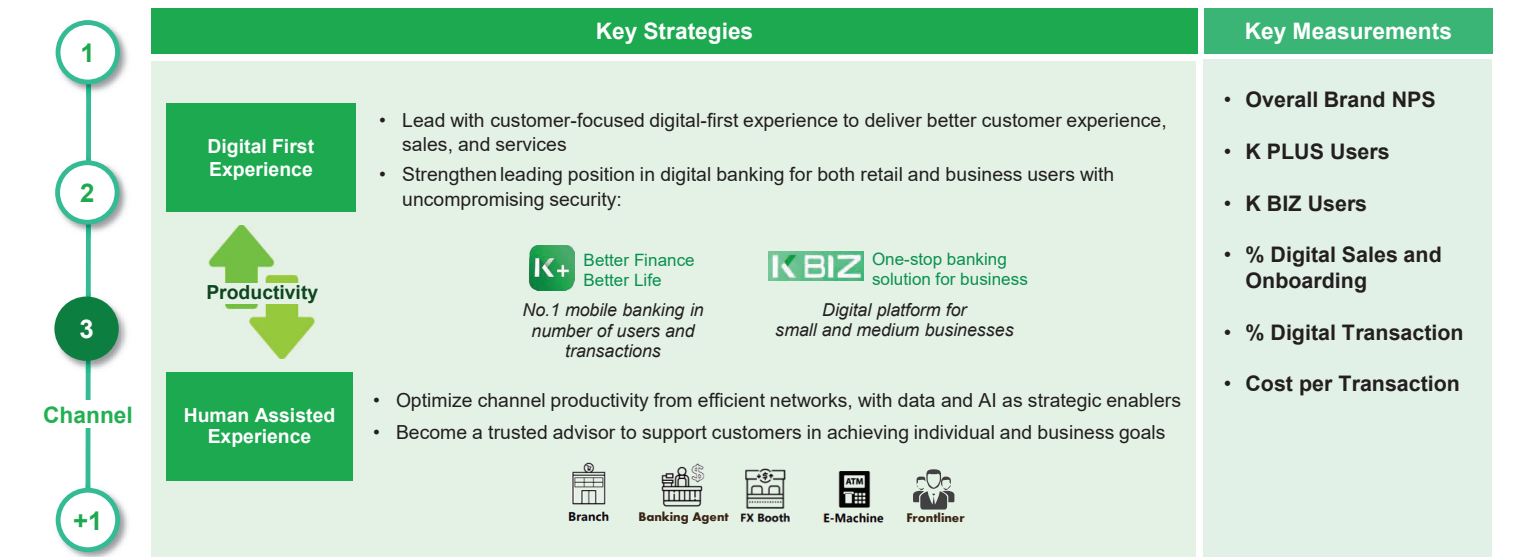 Key Strategies
Key Measurements
1
2
3
Channel
+1
Digital First
Experience
• Lead with customer-focused digital-first experience to deliver better customer experience,
sales, and services
• Strengthen leading position in digital banking for both retail and business users with
uncompromising security:
Productivity
K+
Better Finance
Better Life
No.1 mobile banking in
number of users and
transactions
K BIZ
One-stop banking
solution for business
Digital platform for
small and medium businesses
Human Assisted
Experience
• Optimize channel productivity from efficient networks, with data and AI as strategic enablers
• Become a trusted advisor to support customers in achieving individual and business goals
Branch
Banking Agent
FX Booth
ATM
E-Machine
Frontliner
• Overall Brand NPS
• K PLUS Users
• K BIZ Users
• % Digital Sales and
Onboarding
• % Digital Transaction
• Cost per Transaction